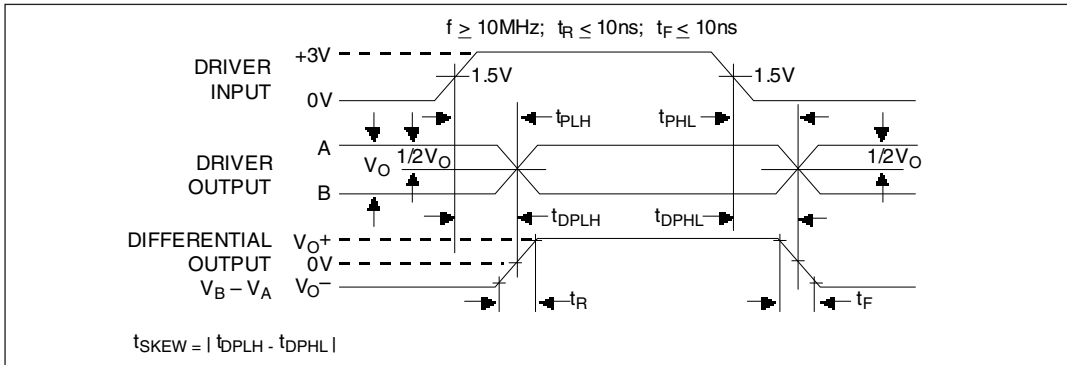 f ≥ 10MHz; tR ≤ 10ns; tF ≤ 10ns
+3V
DRIVER
INPUT
1.5V
1.5V
0V
tPLH
tPHL
A
DRIVER
OUTPUT
VO
1/2VO
1/2VO
B
tDPLH
tDPHL
DIFFERENTIAL
OUTPUT
VB – VA
VO+
0V
VO–
tR
tF
tSKEW = | tDPLH - tDPHL |